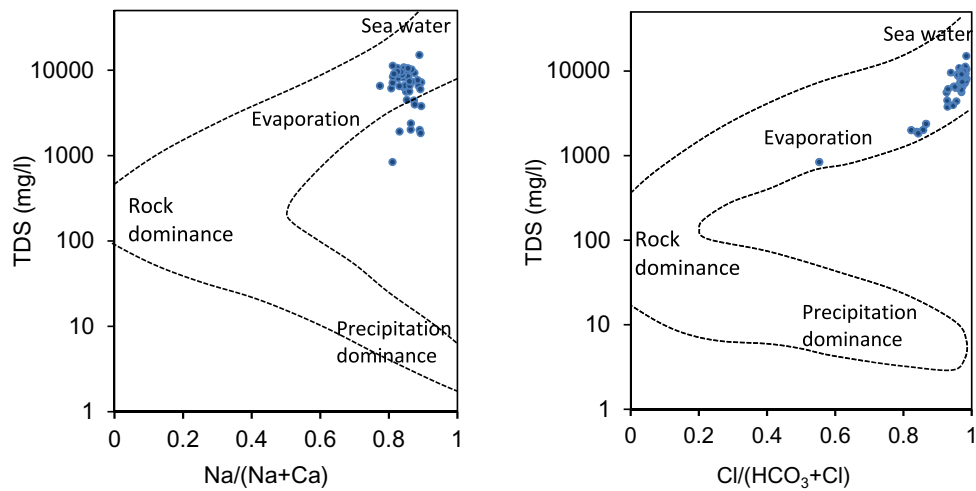 Sea water
10000
Evaporation
1000
TDS (mg/l)
Rock
dominance
100
10
Precipitation
dominance
1
0
0.2
0.4
0.6
0.8
1
Na/(Na+Ca)
Sea water
10000
Evaporation
1000
TDS (mg/l)
Rock
dominance
100
Precipitation
dominance
10
1
0
0.2
0.4
0.6
0.8
1
Cl/(HCO₃+Cl)